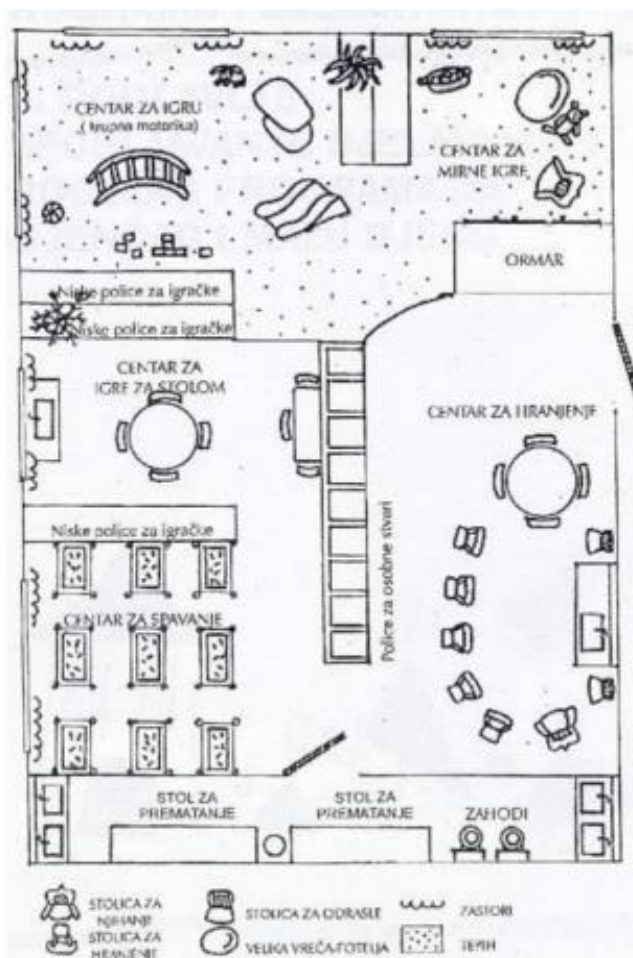 CENTAR ZA IGRU
( krupna motorika)
CENTAR ZA
MIRNE IGRE
ORMAR
Niske police za igračke
Niske police za igračke
CENTAR ZA
IGRE ZA STOLOM
CENTAR ZA HRANJENJE
Niske police za igračke
Police za osobne stvari
CENTAR ZA SPAVANJE
STOL ZA
PREMATANJE
STOL ZA
PREMATANJE
ZAHODI
STOLICA ZA
NJIHANJE
STOLICA ZA
HRANJENJE
STOLICA ZA ODRASLE
VELIKA VREĆA-FOTELJA
ZASTORI
TEPIH